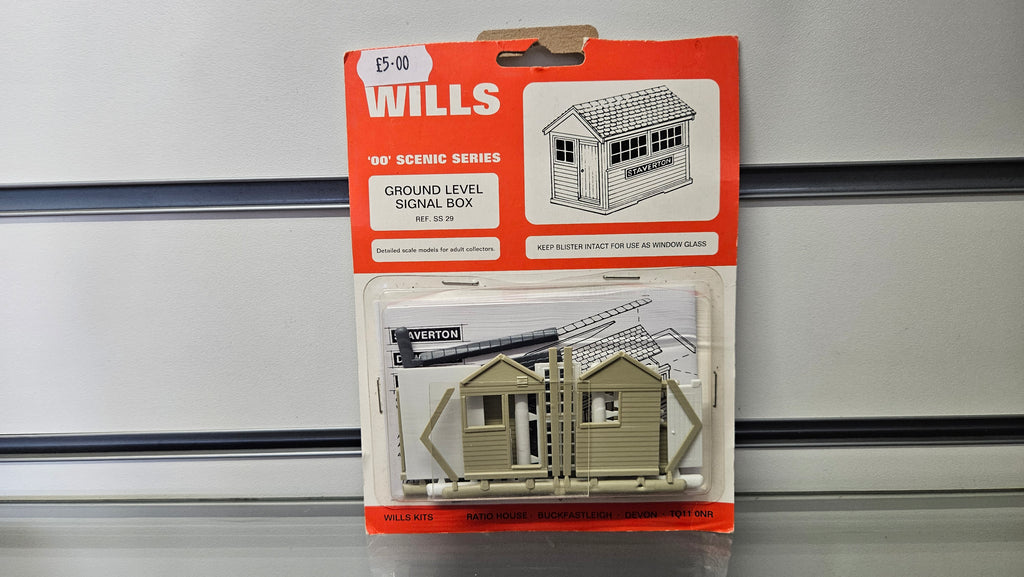 £5·00
WILLS
'00' SCENIC SERIES
GROUND LEVEL
SIGNAL BOX
REF. SS 29
Detailed scale models for adult collectors.
STAVERTON
KEEP BLISTER INTACT FOR USE AS WINDOW GLASS
STAVERTON
WILLS KITS RATIO HOUSE · BUCKFASTLEIGH · DEVON · TQ11 0NR